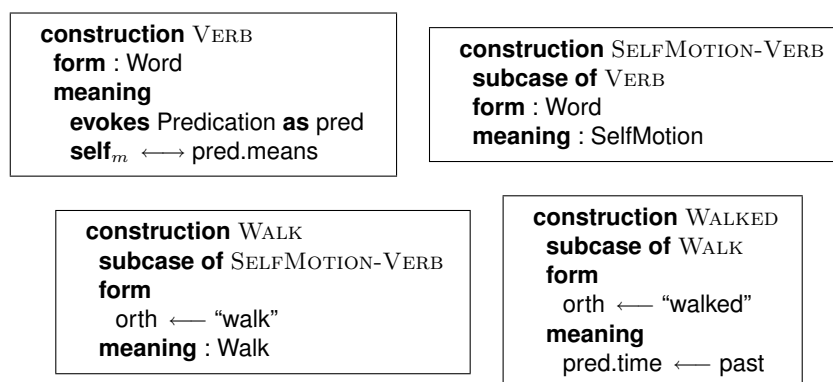 construction VERB
form : Word
meaning
evokes Predication as pred
selfₘ ⟷ pred.means
construction SELFMOTION-VERB
subcase of VERB
form : Word
meaning : SelfMotion
construction WALK
subcase of SELFMOTION-VERB
form
orth ⟵ “walk”
meaning : Walk
construction WALKED
subcase of WALK
form
orth ⟵ “walked”
meaning
pred.time ⟵ past